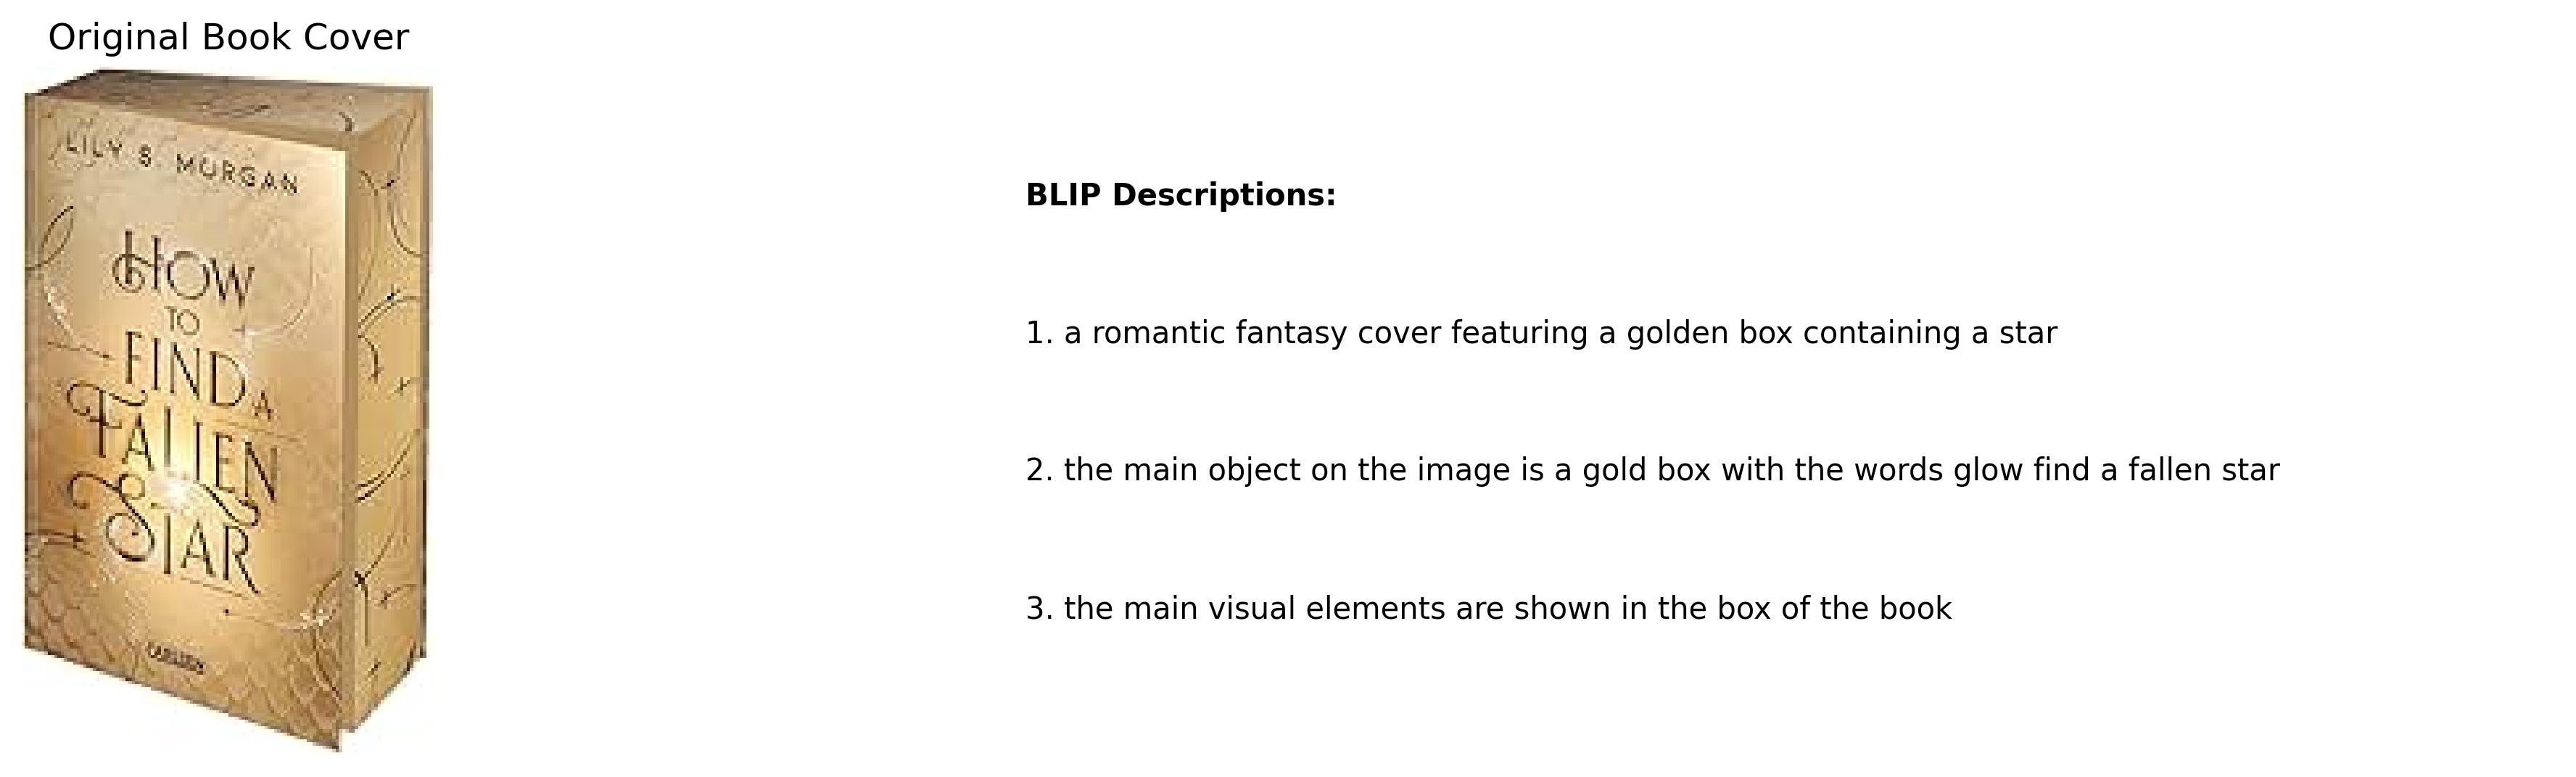 Original Book Cover
LILY S. MORGAN
HOW
TO
FIND A
FALLEN
STAR
CARLSEN
BLIP Descriptions:
1. a romantic fantasy cover featuring a golden box containing a star
2. the main object on the image is a gold box with the words glow find a fallen star
3. the main visual elements are shown in the box of the book